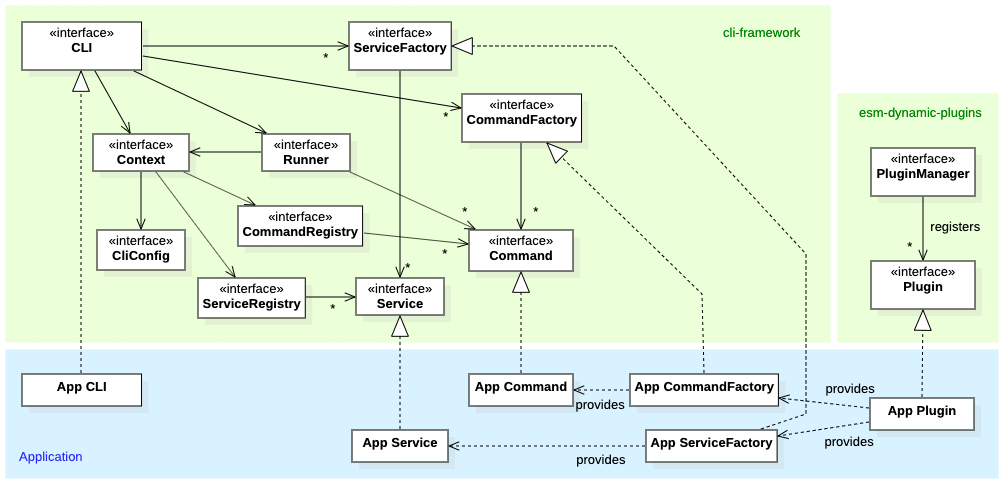 «interface»
CLI
«interface»
ServiceFactory
cli-framework
*
«interface»
CommandFactory
*
esm-dynamic-plugins
«interface»
Context
«interface»
Runner
«interface»
PluginManager
«interface»
CommandRegistry
*
*
registers
«interface»
CliConfig
«interface»
Command
*
*
*
«interface»
Plugin
«interface»
ServiceRegistry
*
«interface»
Service
App CLI
App Command
provides
App CommandFactory
provides
App Plugin
App Service
provides
App ServiceFactory
provides
Application